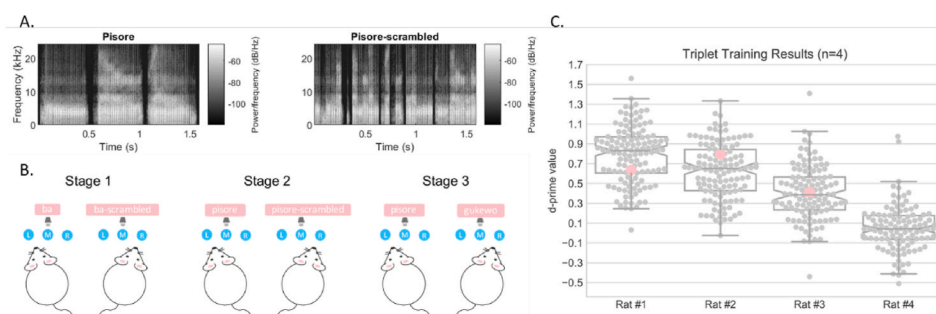 A.
Pisore
Frequency (kHz)
20
10
0
0.5
1
1.5
Time (s)
-60
-80
-100
Power/frequency (dB/Hz)
Pisore-scrambled
20
10
0
0.5
1
1.5
Time (s)
-60
-80
-100
Power/frequency (dB/Hz)
B.
Stage 1
ba
ba-scrambled
L M R
L M R
Stage 2
pisore
pisore-scrambled
L M R
L M R
Stage 3
pisore
gukewo
L M R
L M R
C.
Triplet Training Results (n=4)
d-prime value
1.7
1.5
1.3
1.1
0.9
0.7
0.5
0.3
0.1
-0.1
-0.3
-0.5
Rat #1
Rat #2
Rat #3
Rat #4